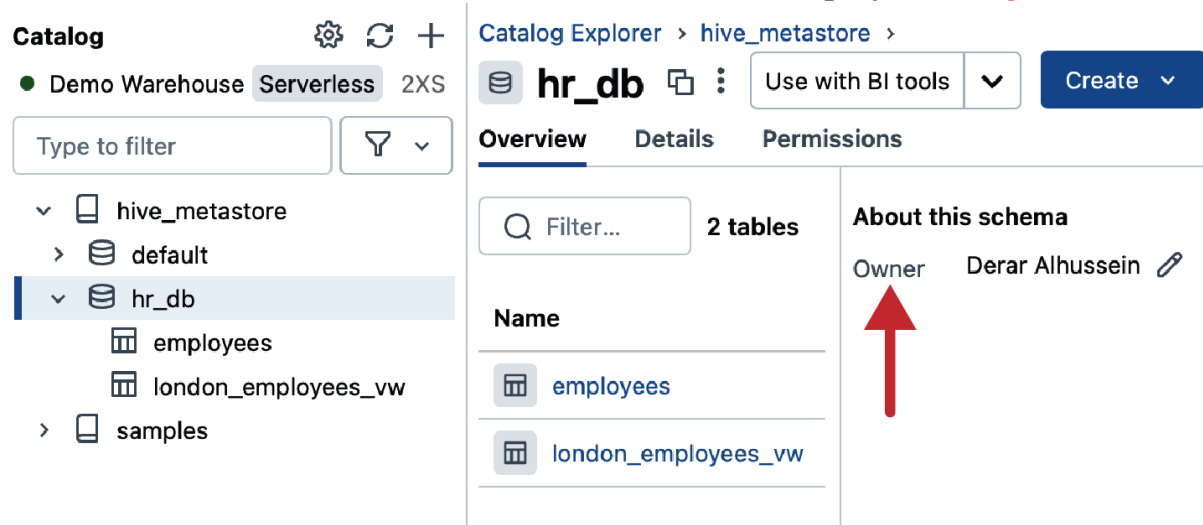 Catalog
Demo Warehouse Serverless 2XS
Type to filter
hive_metastore
default
hr_db
employees
london_employees_vw
samples
Catalog Explorer > hive_metastore >
hr_db
Use with BI tools
Create
Overview Details Permissions
Filter...
2 tables
Name
employees
london_employees_vw
About this schema
Owner Derar Alhussein